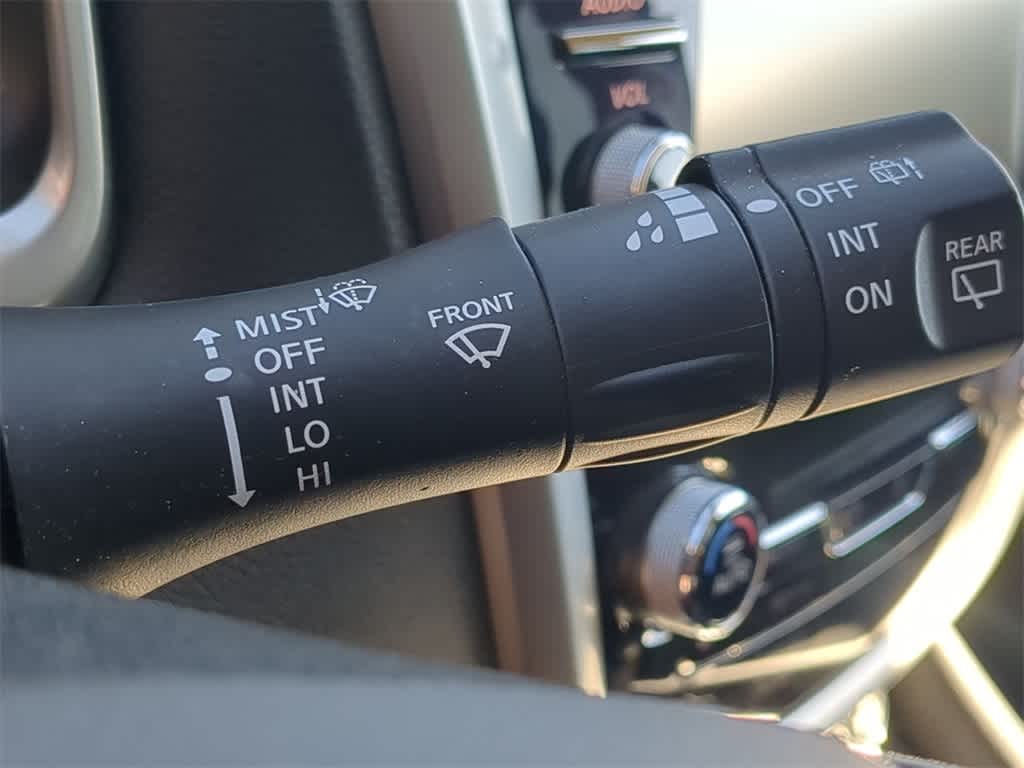 AUDIO
VOL
MIST
OFF
INT
LO
HI
FRONT
OFF
INT
ON
REAR